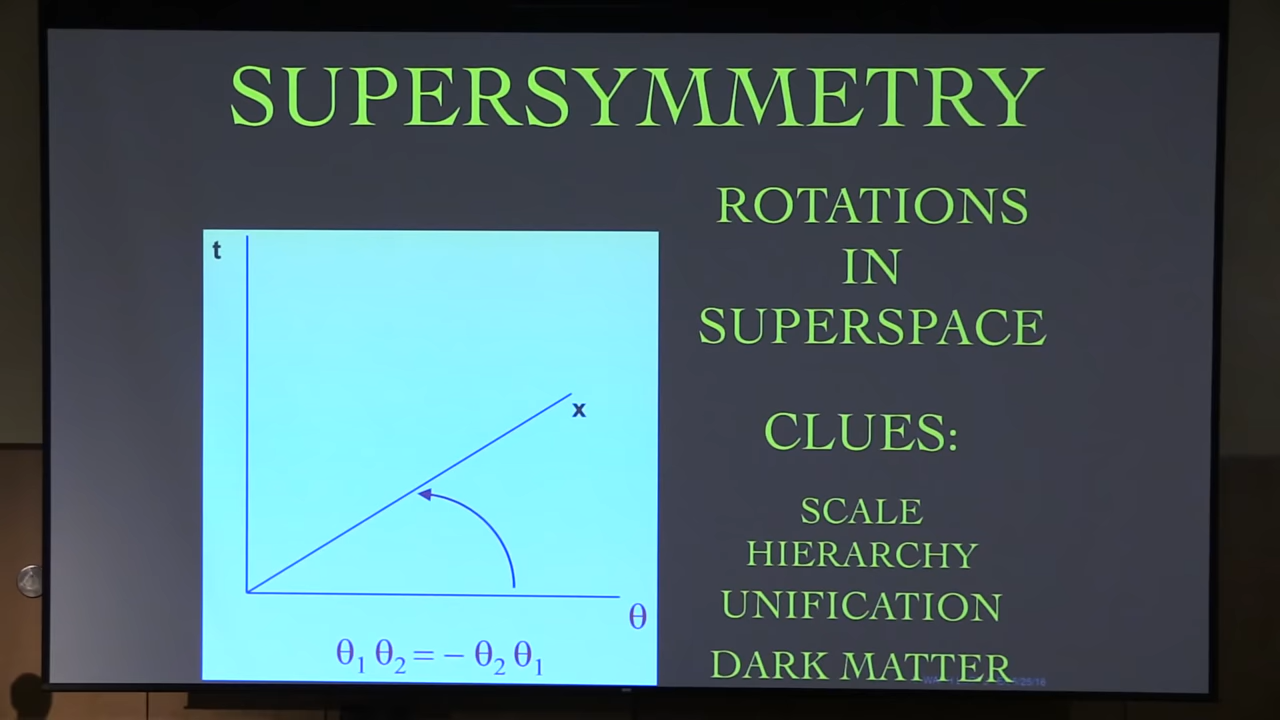 SUPERSYMMETRY
ROTATIONS
IN
SUPERSPACE
t
x
θ
θ₁ θ₂ = − θ₂ θ₁
CLUES:
SCALE
HIERARCHY
UNIFICATION
DARK MATTER